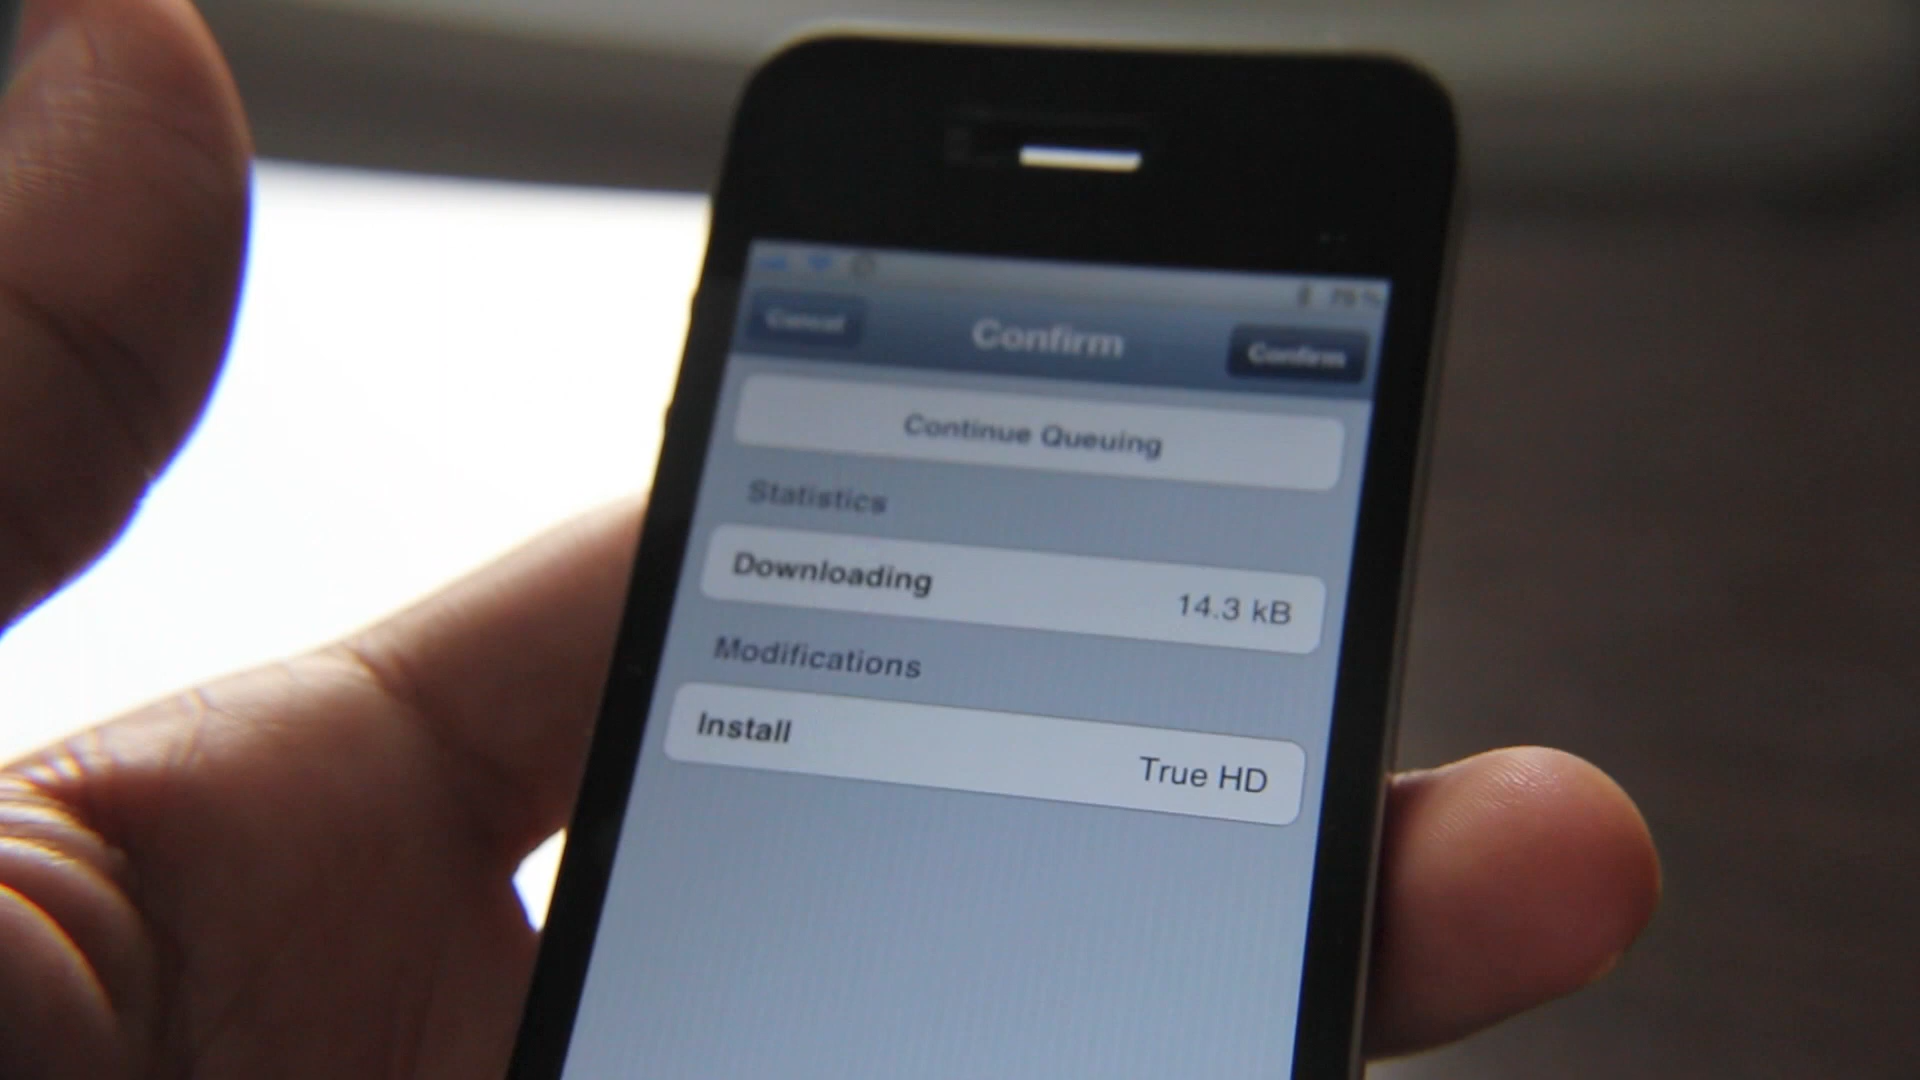 Cancel
Confirm
Confirm
Continue Queuing
Statistics
Downloading 14.3 kB
Modifications
Install True HD